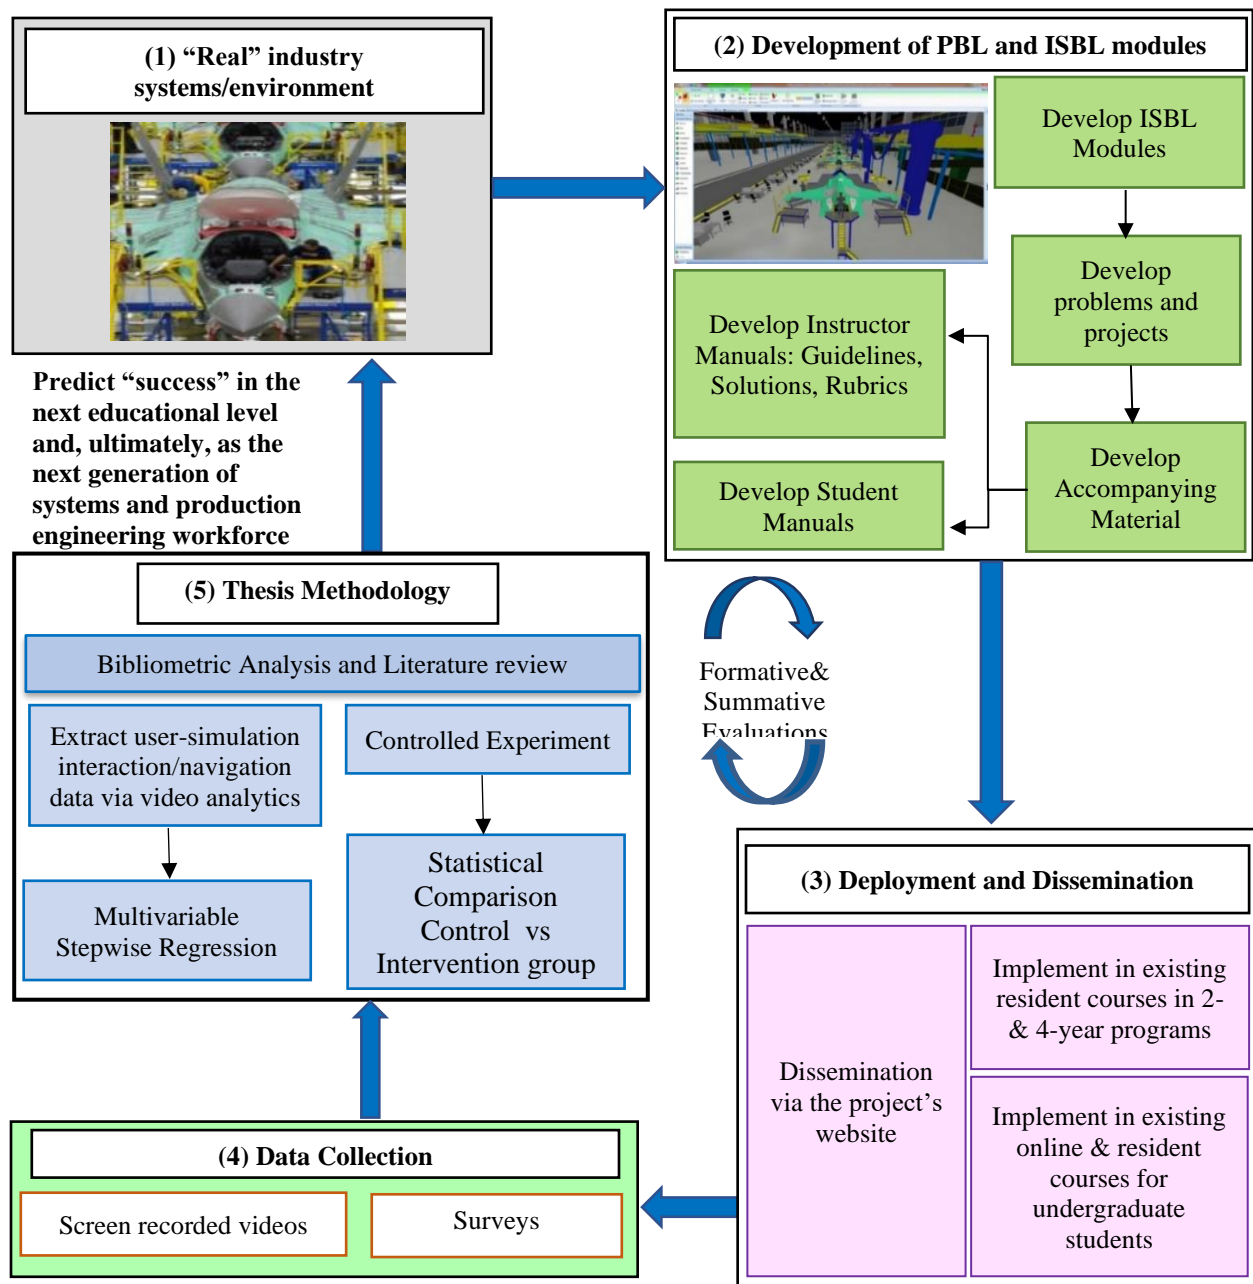 (1) “Real” industry
systems/environment
(2) Development of PBL and ISBL modules
Develop ISBL
Modules
Develop
problems and
projects
Develop Instructor
Manuals: Guidelines,
Solutions, Rubrics
Develop
Accompanying
Material
Develop Student
Manuals
Predict “success” in the
next educational level
and, ultimately, as the
next generation of
systems and production
engineering workforce
(5) Thesis Methodology
Bibliometric Analysis and Literature review
Extract user-simulation
interaction/navigation
data via video analytics
Controlled Experiment
Multivariable
Stepwise Regression
Statistical
Comparison
Control vs
Intervention group
Formative&
Summative
Evaluations
(3) Deployment and Dissemination
Dissemination
via the project’s
website
Implement in existing
resident courses in 2-
& 4-year programs
Implement in existing
online & resident
courses for
undergraduate
students
(4) Data Collection
Screen recorded videos
Surveys